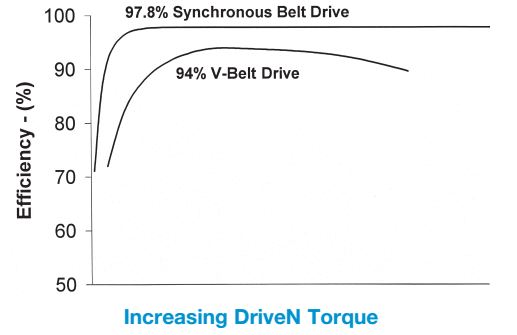 100
97.8% Synchronous Belt Drive
90
94% V-Belt Drive
80
70
60
50
Efficiency - (%)
Increasing DriveN Torque